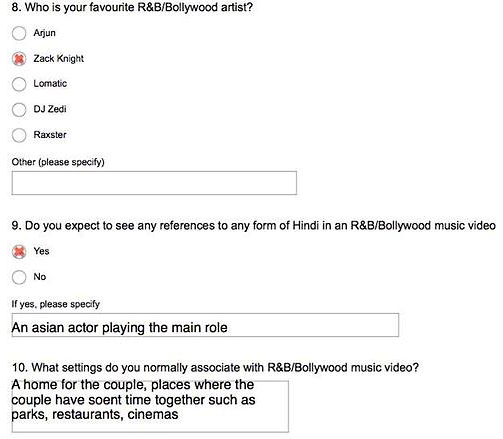 8. Who is your favourite R&B/Bollywood artist?
Arjun
Zack Knight
Lomatic
DJ Zedi
Raxster
Other (please specify)
9. Do you expect to see any references to any form of Hindi in an R&B/Bollywood music video
Yes
No
If yes, please specify
An asian actor playing the main role
10. What settings do you normally associate with R&B/Bollywood music video?
A home for the couple, places where the
couple have soent time together such as
parks, restaurants, cinemas